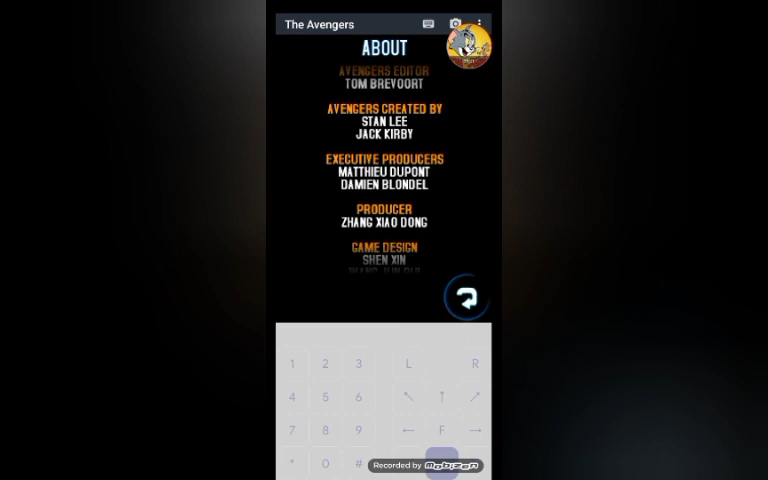 The Avengers
ABOUT
AVENGERS EDITOR
TOM BREVOORT
AVENGERS CREATED BY
STAN LEE
JACK KIRBY
EXECUTIVE PRODUCERS
MATTHIEU DUPONT
DAMIEN BLONDEL
PRODUCER
ZHANG XIAO DONG
GAME DESIGN
SHEN XIN
1 2 3 L R
4 5 6 ↖ ↑ ↗
7 8 9 ← F →
* 0 #
Recorded by Mobizen